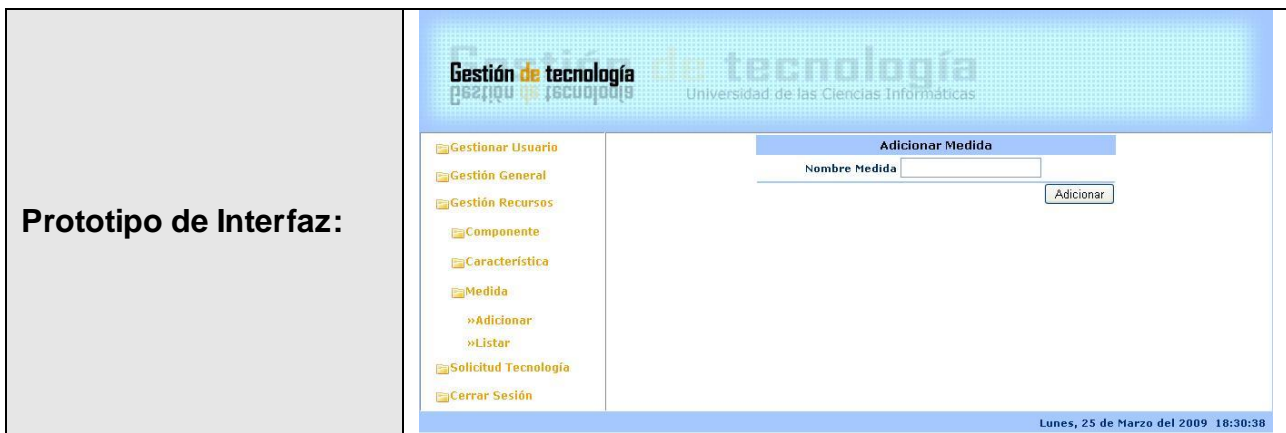 Prototipo de Interfaz:
Gestión de tecnología
Gestión de tecnología
Universidad de las Ciencias Informáticas
Gestionar Usuario
Gestión General
Gestión Recursos
Componente
Característica
Medida
»Adicionar
»Listar
Solicitud Tecnología
Cerrar Sesión
Adicionar Medida
Nombre Medida
Adicionar
Lunes, 25 de Marzo del 2009 18:30:38